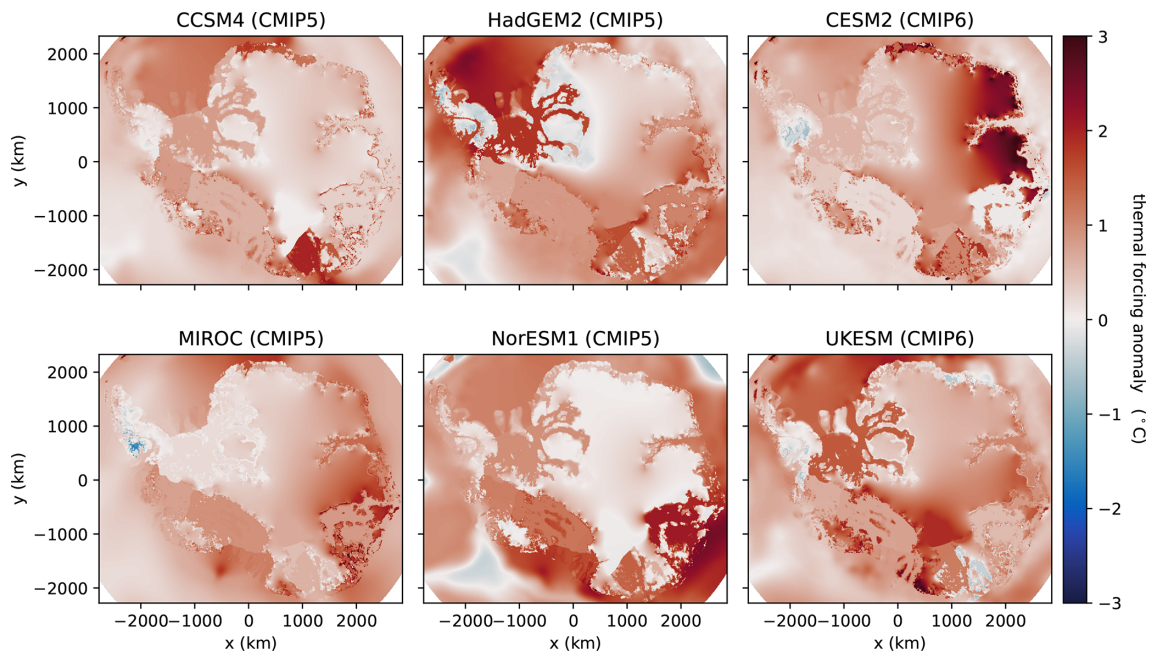 CCSM4 (CMIP5) HadGEM2 (CMIP5) CESM2 (CMIP6)
3
2000
1000
2
0
y (km)
−1000
−2000
1
0
thermal forcing anomaly (°C)
MIROC (CMIP5) NorESM1 (CMIP5) UKESM (CMIP6)
2000
−1
1000
0
y (km)
−2
−1000
−2000
−3
−2000 −1000 0 1000 2000 −2000 −1000 0 1000 2000 −2000 −1000 0 1000 2000
x (km) x (km) x (km)